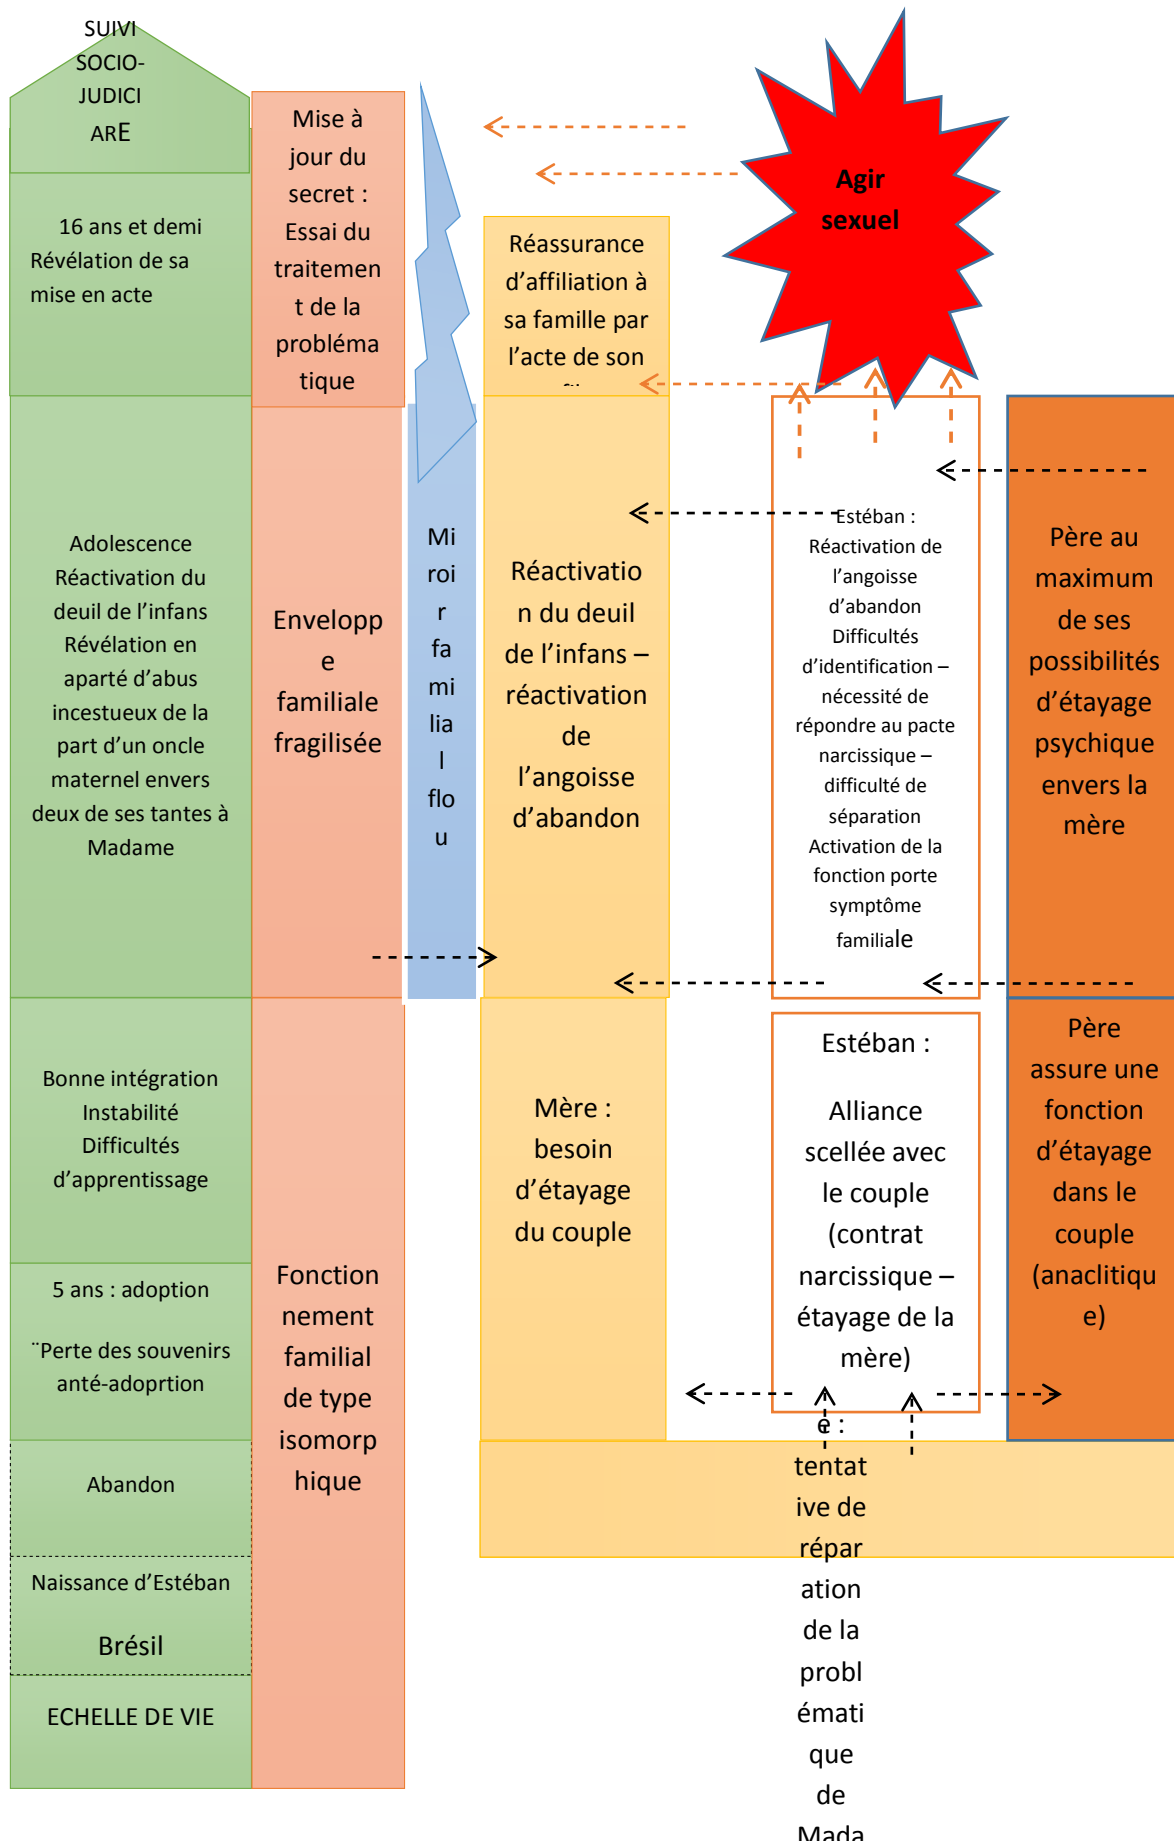 SUIVI
SOCIO-
JUDICI
ARE
16 ans et demi
Révélation de sa
mise en acte
Adolescence
Réactivation du
deuil de l’infans
Révélation en
aparté d’abus
incestueux de la
part d’un oncle
maternel envers
deux de ses tantes à
Madame
Bonne intégration
Instabilité
Difficultés
d’apprentissage
5 ans : adoption
¨Perte des souvenirs
anté-adoprtion
Abandon
Naissance d’Estéban
Brésil
ECHELLE DE VIE
Mise à
jour du
secret :
Essai du
traitemen
t de la
probléma
tique
Envelopp
e
familiale
fragilisée
Fonction
nement
familial
de type
isomorp
hique
Mi
roi
r
fa
mi
lia
l
flo
u
Réassurance
d’affiliation à
sa famille par
l’acte de son
Réactivatio
n du deuil
de l’infans –
réactivation
de
l’angoisse
d’abandon
Mère :
besoin
d’étayage
du couple
Agir
sexuel
Estéban :
Réactivation de
l’angoisse
d’abandon
Difficultés
d’identification –
nécessité de
répondre au pacte
narcissique –
difficulté de
séparation
Activation de la
fonction porte
symptôme
familiale
Estéban :
Alliance
scellée avec
le couple
(contrat
narcissique –
étayage de la
mère)
e :
tentat
ive de
répar
ation
de la
probl
émati
que
de
Mada
Père au
maximum
de ses
possibilités
d’étayage
psychique
envers la
mère
Père
assure une
fonction
d’étayage
dans le
couple
(anaclitiqu
e)